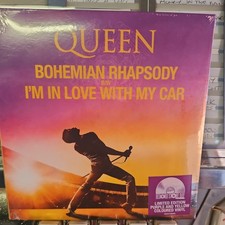 QUEEN
BOHEMIAN RHAPSODY
I'M IN LOVE WITH MY CAR
LIMITED EDITION
PURPLE AND YELLOW
COLOURED VINYL